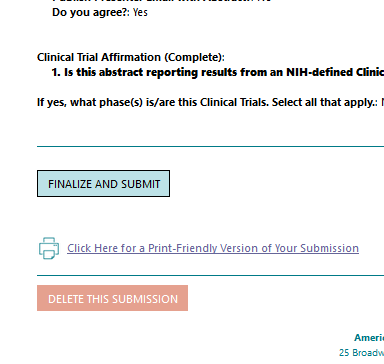 Do you agree?: Yes
Clinical Trial Affirmation (Complete):
1. Is this abstract reporting results from an NIH-defined Clinic
If yes, what phase(s) is/are this Clinical Trials. Select all that apply.:
FINALIZE AND SUBMIT
Click Here for a Print-Friendly Version of Your Submission
DELETE THIS SUBMISSION
Ameri
25 Broadw